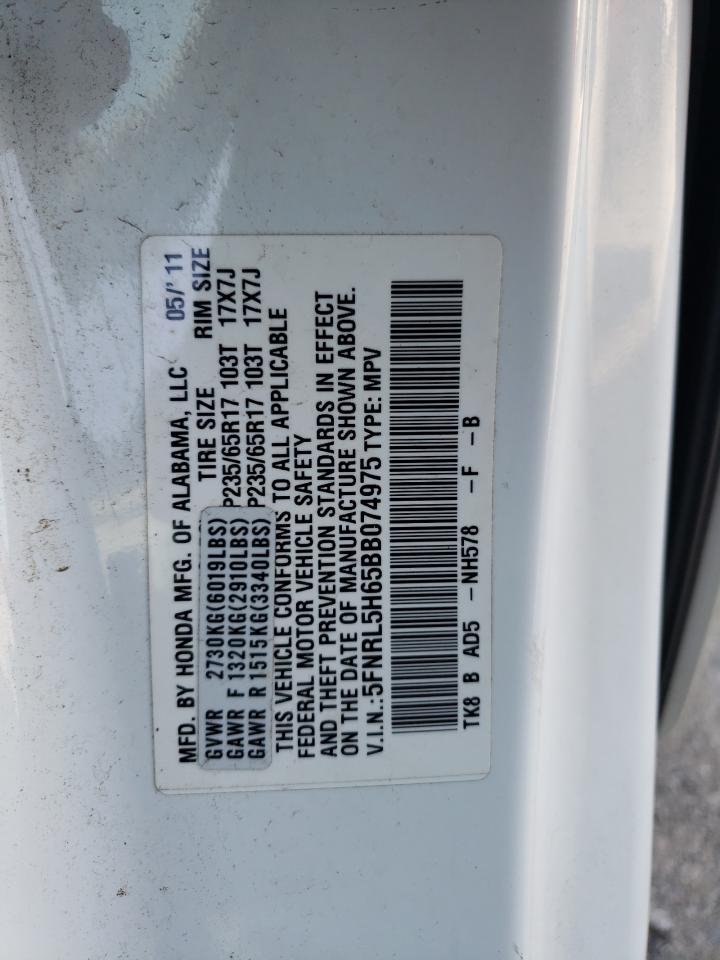 MFD. BY HONDA MFG. OF ALABAMA, LLC 05/' 11
TIRE SIZE RIM SIZE
GVWR 2730KG(6019LBS)
GAWR F 1320KG(2910LBS) P235/65R17 103T 17X7J
GAWR R 1515KG(3340LBS) P235/65R17 103T 17X7J
THIS VEHICLE CONFORMS TO ALL APPLICABLE
FEDERAL MOTOR VEHICLE SAFETY
AND THEFT PREVENTION STANDARDS IN EFFECT
ON THE DATE OF MANUFACTURE SHOWN ABOVE.
V.I.N.:5FNRL5H65BB074975 TYPE: MPV
TK8 B AD5 -NH578 -F -B